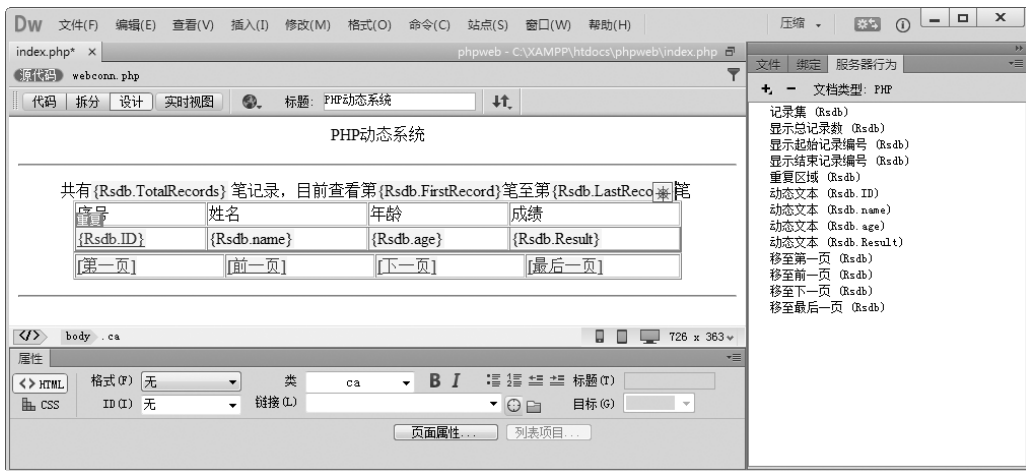 DW 文件(F) 编辑(E) 查看(V) 插入(I) 修改(M) 格式(O) 命令(C) 站点(S) 窗口(W) 帮助(H) 压缩
index.php* × phpweb - C:\XAMPP\htdocs\phpweb\index.php
源代码 webconn.php
代码 拆分 设计 实时视图 标题: PHP动态系统
PHP动态系统
共有{Rsdb.TotalRecords} 笔记录，目前查看第{Rsdb.FirstRecord}笔至第{Rsdb.LastReco 笔
序号 姓名 年龄 成绩
{Rsdb.ID} {Rsdb.name} {Rsdb.age} {Rsdb.Result}
[第一页] [前一页] [下一页] [最后一页]
</> body .ca 726 x 363
属性
<> HTML 格式(F) 无 类 ca B I 标题(T)
CSS ID(I) 无 链接(L) 目标(G)
页面属性... 列表项目...
文件 绑定 服务器行为
+ - 文档类型: PHP
记录集 (Rsdb)
显示总记录数 (Rsdb)
显示起始记录编号 (Rsdb)
显示结束记录编号 (Rsdb)
重复区域 (Rsdb)
动态文本 (Rsdb.ID)
动态文本 (Rsdb.name)
动态文本 (Rsdb.age)
动态文本 (Rsdb.Result)
移至第一页 (Rsdb)
移至前一页 (Rsdb)
移至下一页 (Rsdb)
移至最后一页 (Rsdb)